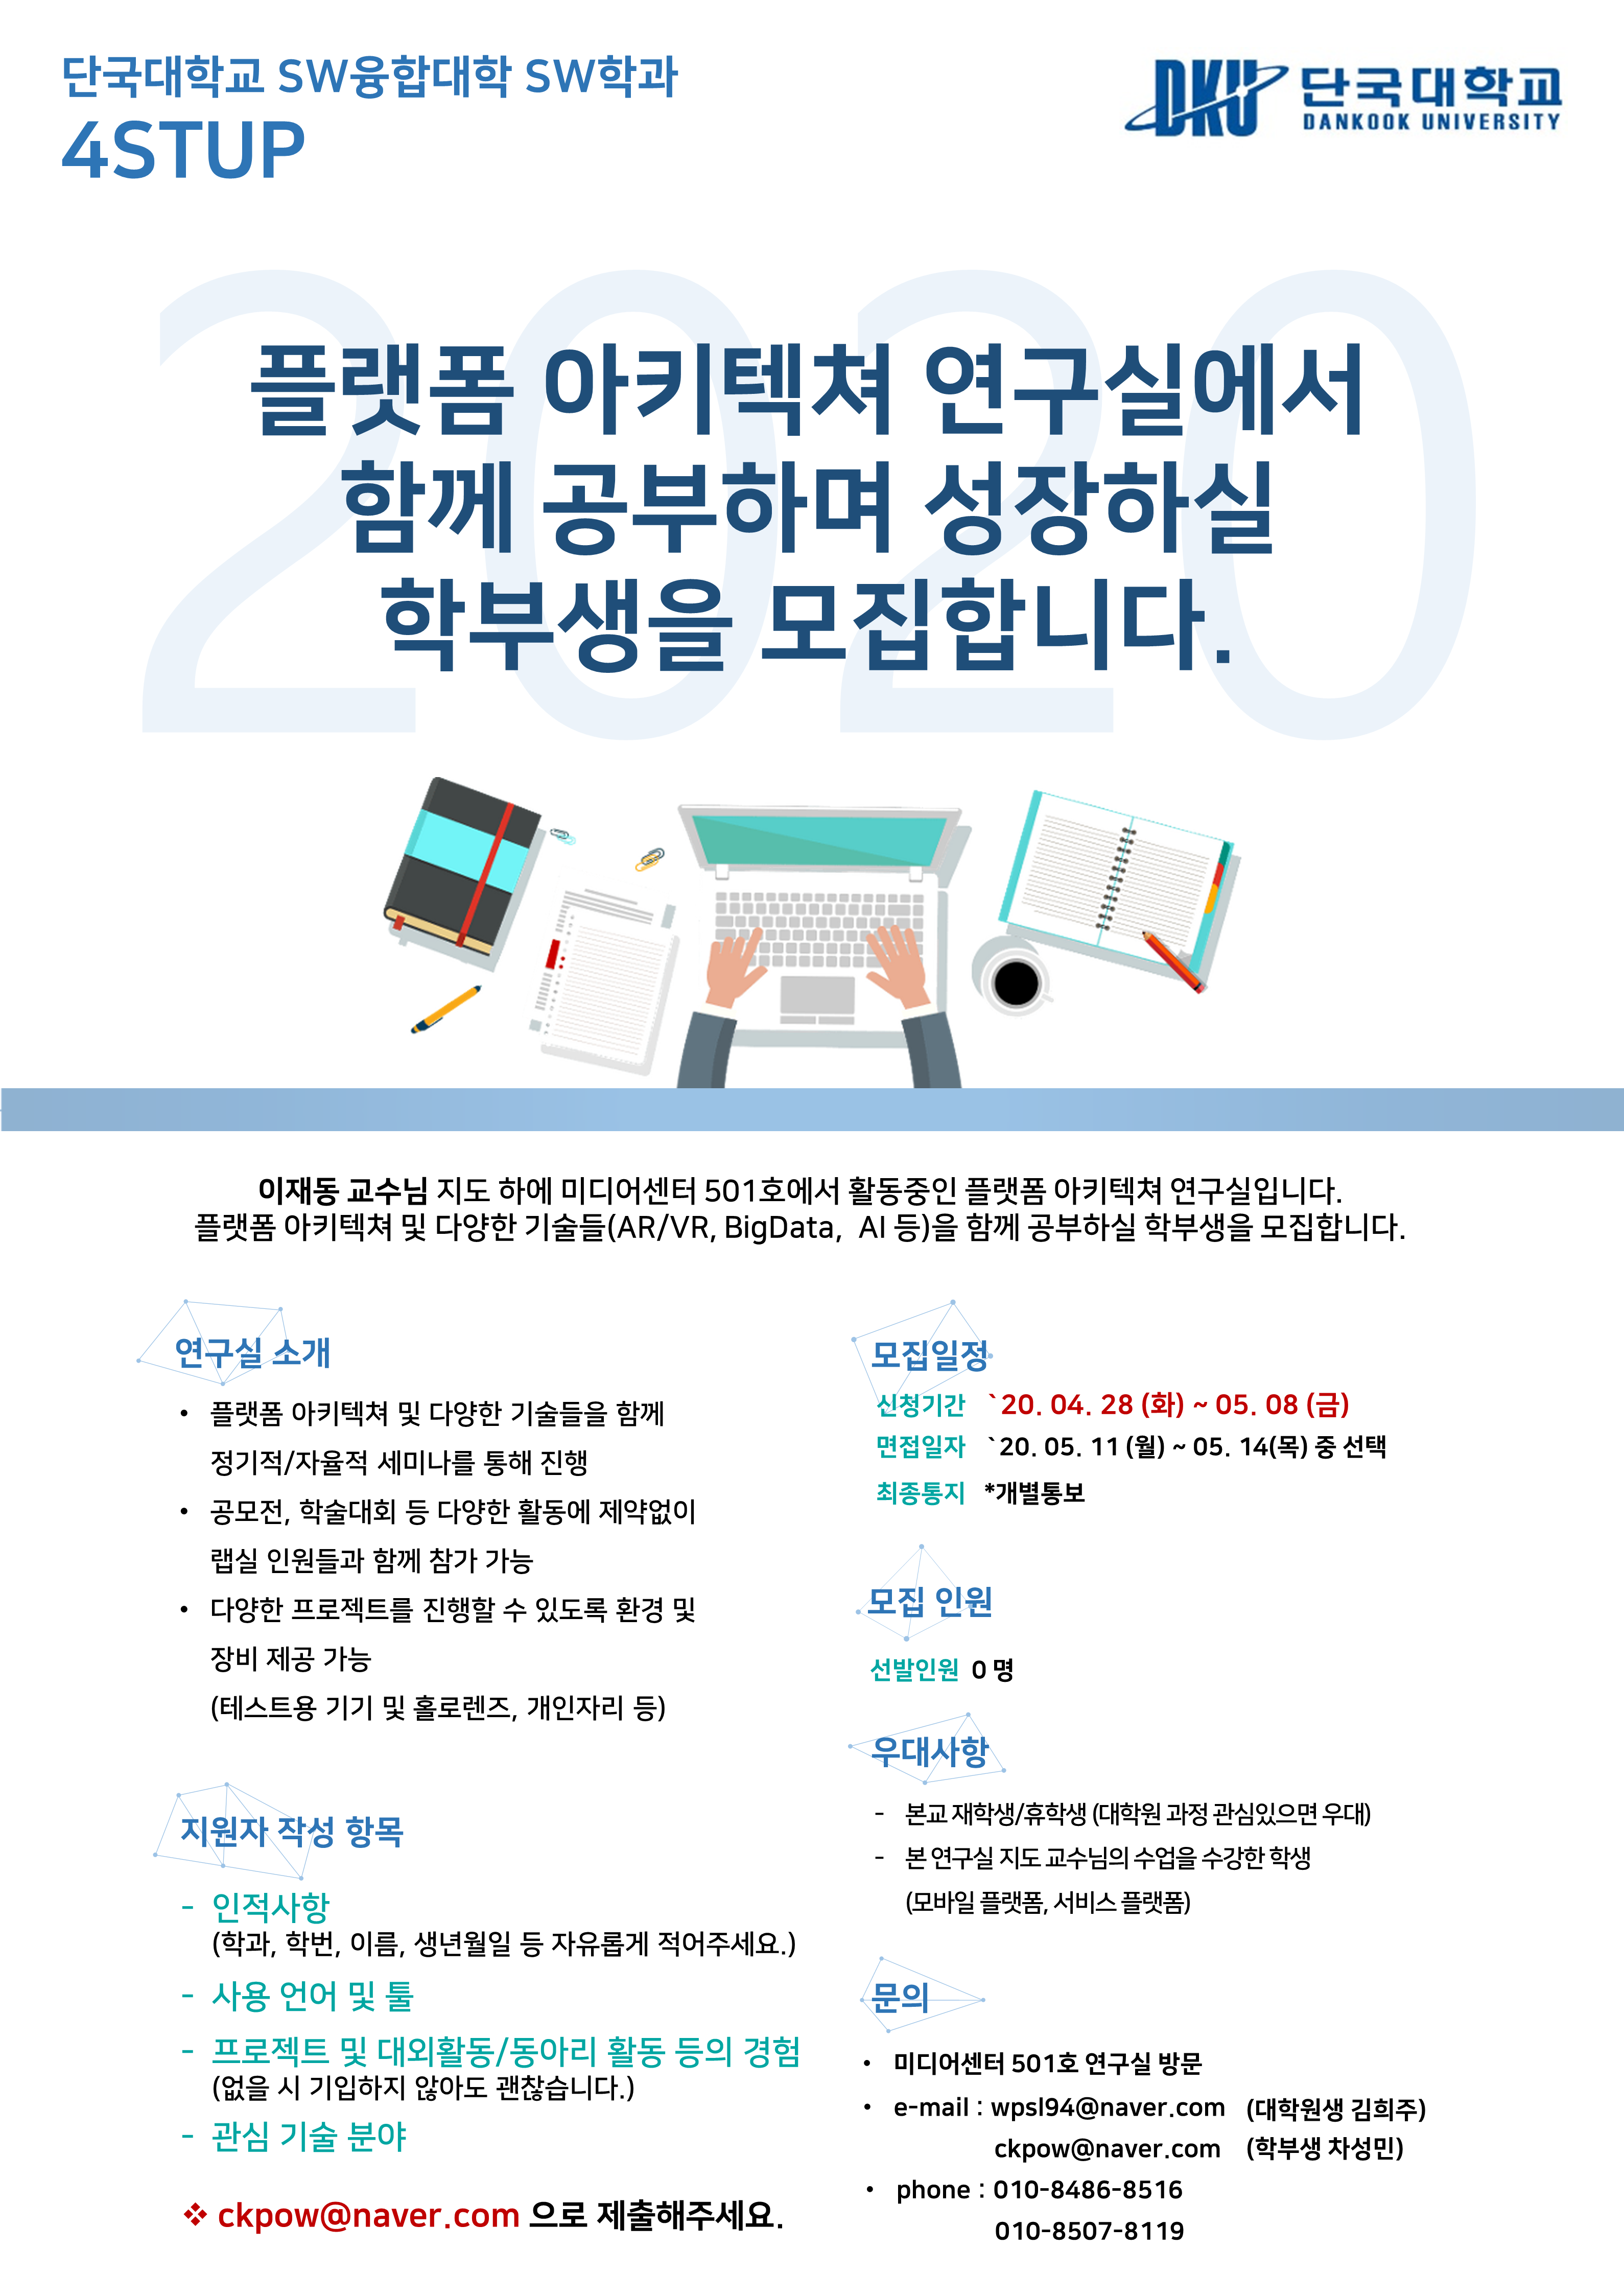 단국대학교 SW융합대학 SW학과
4STUP
DKU 단국대학교
DANKOOK UNIVERSITY
2020
플랫폼 아키텍쳐 연구실에서
함께 공부하며 성장하실
학부생을 모집합니다.
이재동 교수님 지도 하에 미디어센터 501호에서 활동중인 플랫폼 아키텍쳐 연구실입니다.
플랫폼 아키텍쳐 및 다양한 기술들(AR/VR, BigData, AI 등)을 함께 공부하실 학부생을 모집합니다.
연구실 소개
• 플랫폼 아키텍쳐 및 다양한 기술들을 함께
정기적/자율적 세미나를 통해 진행
• 공모전, 학술대회 등 다양한 활동에 제약없이
랩실 인원들과 함께 참가 가능
• 다양한 프로젝트를 진행할 수 있도록 환경 및
장비 제공 가능
(테스트용 기기 및 홀로렌즈, 개인자리 등)
지원자 작성 항목
- 인적사항
(학과, 학번, 이름, 생년월일 등 자유롭게 적어주세요.)
- 사용 언어 및 툴
- 프로젝트 및 대외활동/동아리 활동 등의 경험
(없을 시 기입하지 않아도 괜찮습니다.)
- 관심 기술 분야
❖ ckpow@naver.com 으로 제출해주세요.
모집일정
신청기간 `20. 04. 28 (화) ~ 05. 08 (금)
면접일자 `20. 05. 11 (월) ~ 05. 14(목) 중 선택
최종통지 *개별통보
모집 인원
선발인원 0 명
우대사항
- 본교 재학생/휴학생 (대학원 과정 관심있으면 우대)
- 본 연구실 지도 교수님의 수업을 수강한 학생
(모바일 플랫폼, 서비스 플랫폼)
문의
• 미디어센터 501호 연구실 방문
• e-mail : wpsl94@naver.com (대학원생 김희주)
ckpow@naver.com (학부생 차성민)
• phone : 010-8486-8516
010-8507-8119